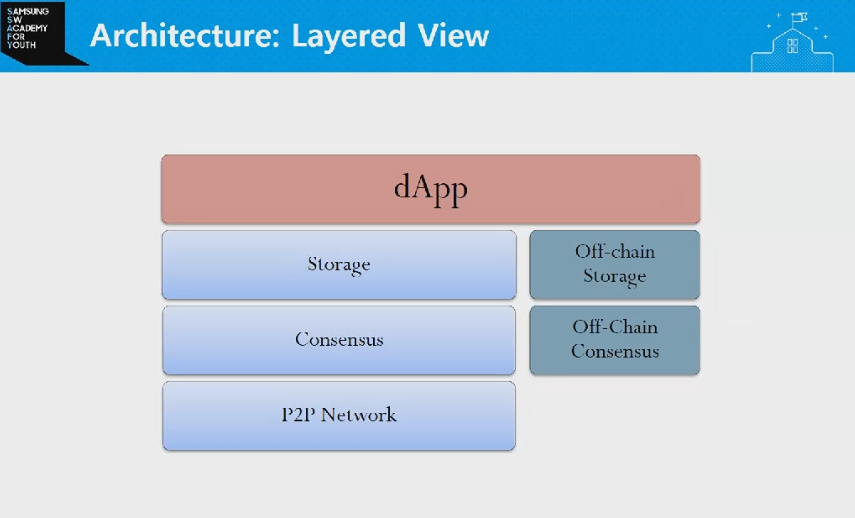 SAMSUNG
SW
ACADEMY
FOR
YOUTH
Architecture: Layered View
dApp
Storage
Off-chain
Storage
Consensus
Off-Chain
Consensus
P2P Network